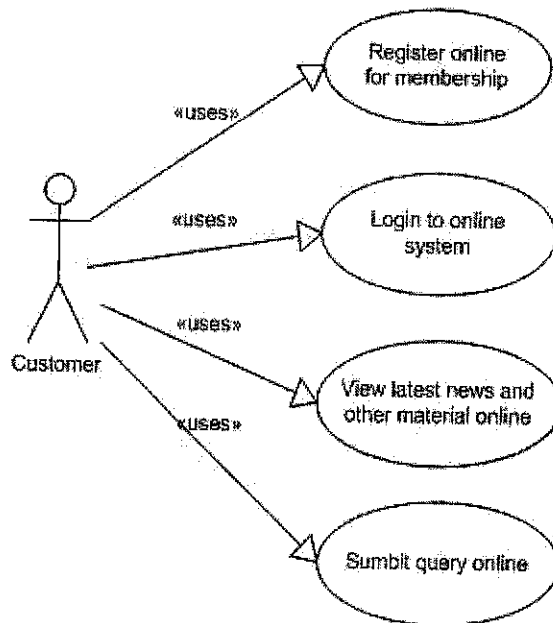 Register online
for membership
«uses»
«uses»
Login to online
system
«uses»
Customer
View latest news and
other material online
«uses»
Sumbit query online